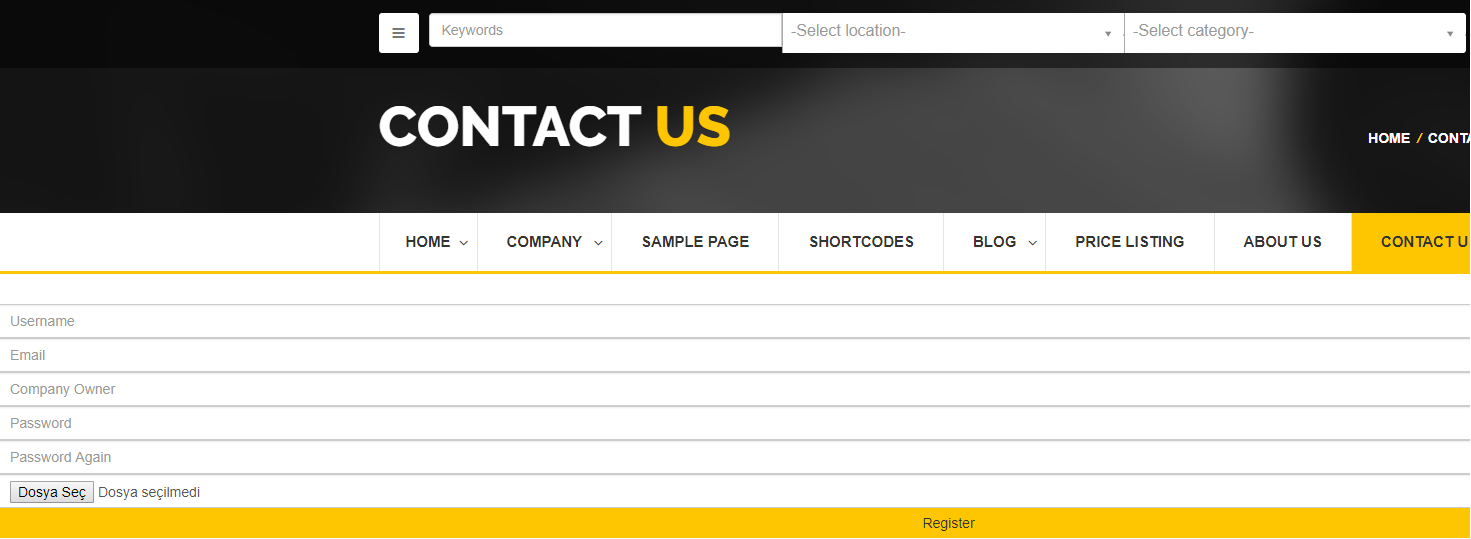 Keywords -Select location- -Select category-
CONTACT US
HOME / CONTA
HOME COMPANY SAMPLE PAGE SHORTCODES BLOG PRICE LISTING ABOUT US CONTACT U
Username
Email
Company Owner
Password
Password Again
Dosya Seç Dosya seçilmedi
Register